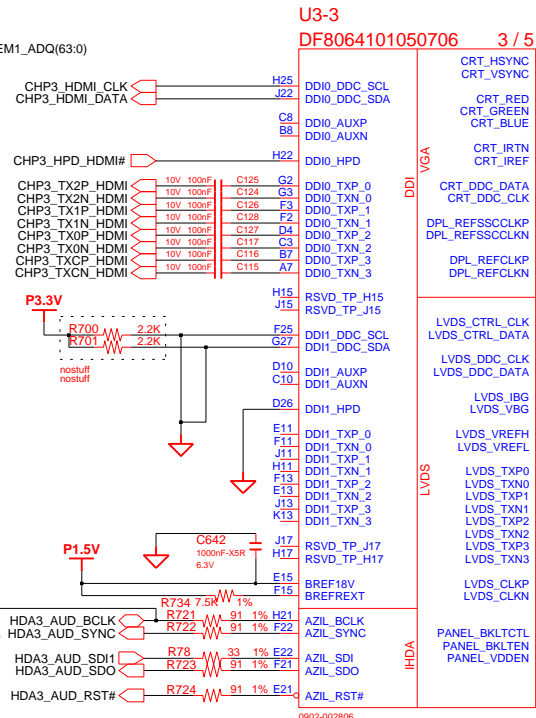 U3-3
DF8064101050706 3 / 5
EM1_ADQ(63:0)
CRT_HSYNC
CRT_VSYNC
CHP3_HDMI_CLK H25 DDI0_DDC_SCL
CHP3_HDMI_DATA J22 DDI0_DDC_SDA
CRT_RED
CRT_GREEN
CRT_BLUE
C8 DDI0_AUXP
B8 DDI0_AUXN
CRT_IRTN
CRT_IREF
CHP3_HPD_HDMI# H22 DDI0_HPD
DDI
VGA
CHP3_TX2P_HDMI 10V 100nF C125 G2 DDI0_TXP_0
CHP3_TX2N_HDMI 10V 100nF C124 G3 DDI0_TXN_0
CHP3_TX1P_HDMI 10V 100nF C126 F3 DDI0_TXP_1
CHP3_TX1N_HDMI 10V 100nF C128 F2 DDI0_TXN_1
CHP3_TX0P_HDMI 10V 100nF C127 D4 DDI0_TXP_2
CHP3_TX0N_HDMI 10V 100nF C117 C3 DDI0_TXN_2
CHP3_TXCP_HDMI 10V 100nF C116 B7 DDI0_TXP_3
CHP3_TXCN_HDMI 10V 100nF C115 A7 DDI0_TXN_3
CRT_DDC_DATA
CRT_DDC_CLK
DPL_REFSSCCLKP
DPL_REFSSCCLKN
DPL_REFCLKP
DPL_REFCLKN
H15 RSVD_TP_H15
J15 RSVD_TP_J15
P3.3V
R700 2.2K F25 DDI1_DDC_SCL
R701 2.2K G27 DDI1_DDC_SDA
nostuff
nostuff
LVDS_CTRL_CLK
LVDS_CTRL_DATA
LVDS_DDC_CLK
LVDS_DDC_DATA
D10 DDI1_AUXP
C10 DDI1_AUXN
D26 DDI1_HPD
LVDS_IBG
LVDS_VBG
LVDS_VREFH
LVDS_VREFL
E11 DDI1_TXP_0
F11 DDI1_TXN_0
J11 DDI1_TXP_1
H11 DDI1_TXN_1
F13 DDI1_TXP_2
E13 DDI1_TXN_2
J13 DDI1_TXP_3
K13 DDI1_TXN_3
LVDS
LVDS_TXP0
LVDS_TXN0
LVDS_TXP1
LVDS_TXN1
LVDS_TXP2
LVDS_TXN2
LVDS_TXP3
LVDS_TXN3
J17 RSVD_TP_J17
H17 RSVD_TP_H17
C642
1000nF-X5R
6.3V
P1.5V
E15 BREF18V
F15 BREFREXT
R734 7.5K 1%
LVDS_CLKP
LVDS_CLKN
HDA3_AUD_BCLK R721 91 1% H21 AZIL_BCLK
HDA3_AUD_SYNC R722 91 1% F22 AZIL_SYNC
HDA3_AUD_SDI1 R78 33 1% E22 AZIL_SDI
HDA3_AUD_SDO R723 91 1% F21 AZIL_SDO
HDA3_AUD_RST# R724 91 1% E21 AZIL_RST#
IHDA
PANEL_BKLTCTL
PANEL_BKLTEN
PANEL_VDDEN
0902-002806